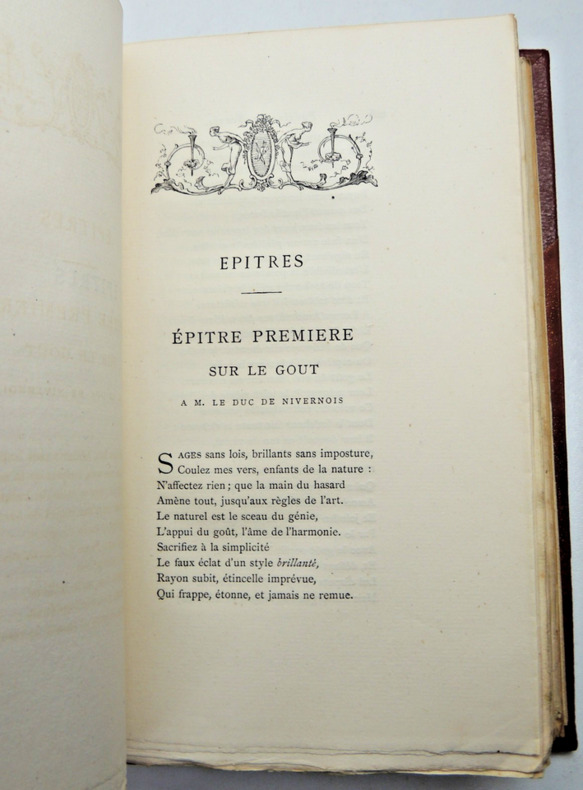 EPITRES
ÉPITRE PREMIERE
SUR LE GOUT
A M. LE DUC DE NIVERNOIS
SAGES sans lois, brillants sans imposture,
Coulez mes vers, enfants de la nature :
N'affectez rien ; que la main du hasard
Amène tout, jusqu'aux règles de l'art.
Le naturel est le sceau du génie,
L'appui du goût, l'âme de l'harmonie.
Sacrifiez à la simplicité
Le faux éclat d'un style brillanté,
Rayon subit, étincelle imprévue,
Qui frappe, étonne, et jamais ne remue.